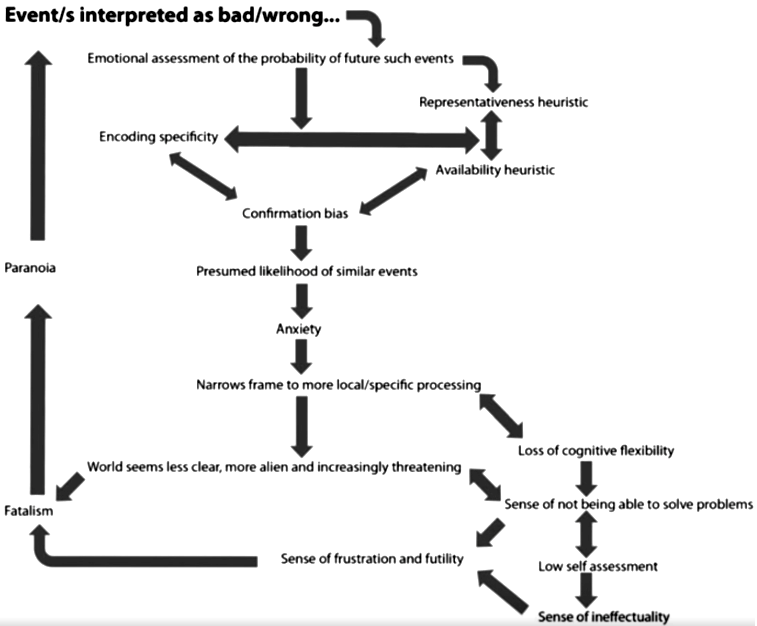 Event/s interpreted as bad/wrong...
Emotional assessment of the probability of future such events
Representativeness heuristic
Encoding specificity
Availability heuristic
Confirmation bias
Paranoia
Presumed likelihood of similar events
Anxiety
Narrows frame to more local/specific processing
Loss of cognitive flexibility
World seems less clear, more alien and increasingly threatening
Sense of not being able to solve problems
Fatalism
Sense of frustration and futility
Low self assessment
Sense of ineffectuality